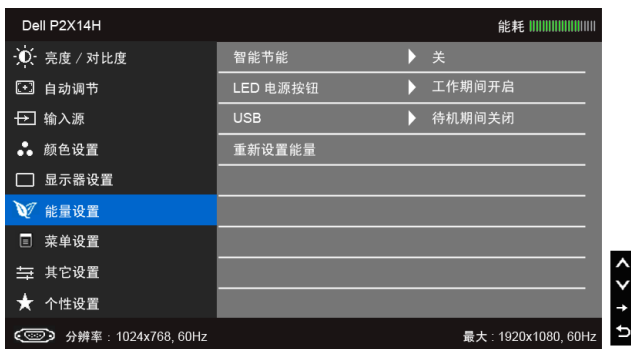 Dell P2X14H 能耗
亮度 / 对比度 智能节能 关
自动调节 LED 电源按钮 工作期间开启
输入源 USB 待机期间关闭
颜色设置 重新设置能量
显示器设置
能量设置
菜单设置
其它设置
个性设置
分辨率 : 1024x768, 60Hz 最大 : 1920x1080, 60Hz